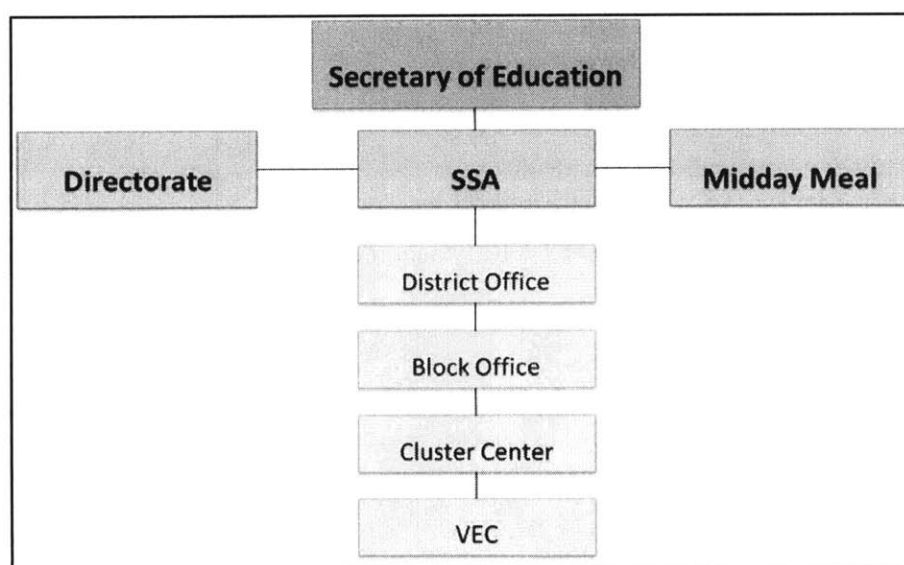 Secretary of Education
Directorate
SSA
Midday Meal
District Office
Block Office
Cluster Center
VEC